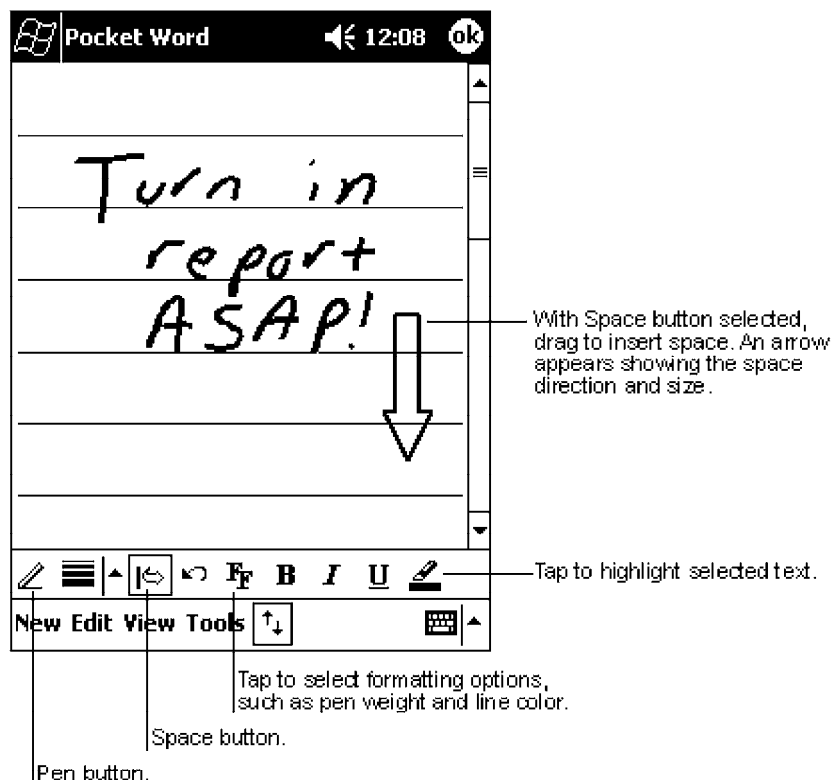 Pocket Word 12:08 ok
Turn in
report
ASAP!
With Space button selected,
drag to insert space. An arrow
appears showing the space
direction and size.
FF B I U
Tap to highlight selected text.
New Edit View Tools
Tap to select formatting options,
such as pen weight and line color.
Space button.
Pen button.